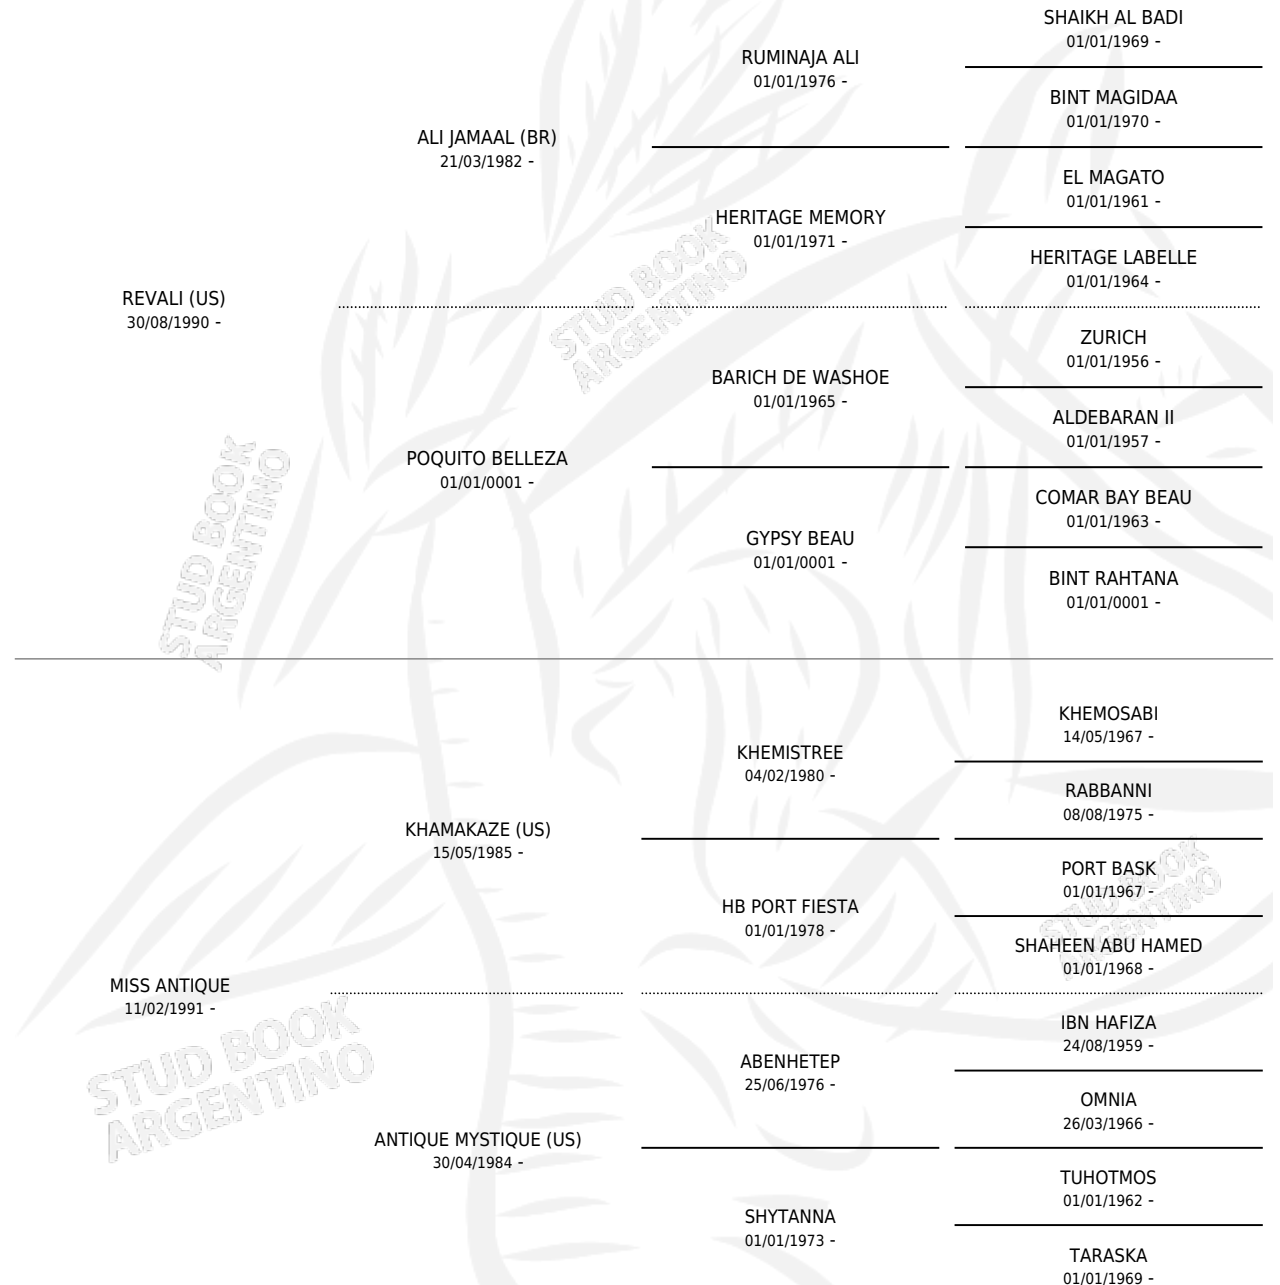 SHAIKH AL BADI
01/01/1969 -
RUMINAJA ALI
01/01/1976 -
BINT MAGIDAA
01/01/1970 -
ALI JAMAAL (BR)
21/03/1982 -
EL MAGATO
01/01/1961 -
HERITAGE MEMORY
01/01/1971 -
HERITAGE LABELLE
01/01/1964 -
REVALI (US)
30/08/1990 -
ZURICH
01/01/1956 -
BARICH DE WASHOE
01/01/1965 -
ALDEBARAN II
01/01/1957 -
POQUITO BELLEZA
01/01/0001 -
COMAR BAY BEAU
01/01/1963 -
GYPSY BEAU
01/01/0001 -
BINT RAHTANA
01/01/0001 -
KHEMOSABI
14/05/1967 -
KHEMISTREE
04/02/1980 -
RABBANNI
08/08/1975 -
KHAMAKAZE (US)
15/05/1985 -
PORT BASK
01/01/1967 -
HB PORT FIESTA
01/01/1978 -
SHAHEEN ABU HAMED
01/01/1968 -
MISS ANTIQUE
11/02/1991 -
IBN HAFIZA
24/08/1959 -
ABENHETEP
25/06/1976 -
OMNIA
26/03/1966 -
ANTIQUE MYSTIQUE (US)
30/04/1984 -
TUHOTMOS
01/01/1962 -
SHYTANNA
01/01/1973 -
TARASKA
01/01/1969 -
STUD BOOK
ARGENTINO
STUD BOOK
ARGENTINO
STUD BOOK
ARGENTINO
STUD BOOK
ARGENTINO